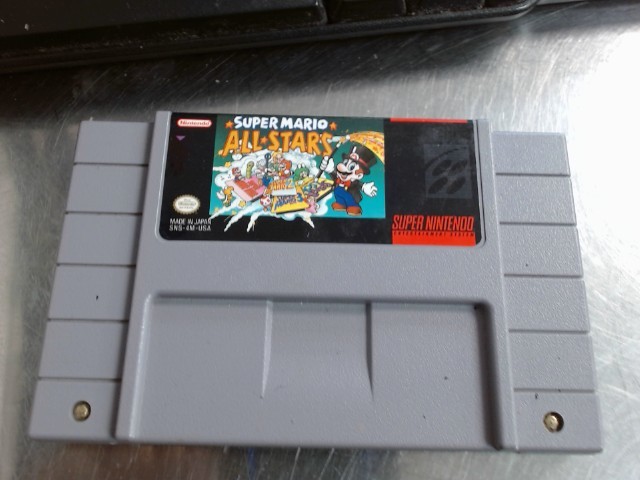 Nintendo
SUPER MARIO
ALL-STARS
MADE IN JAPAN
SNS-4M-USA
SUPER NINTENDO
ENTERTAINMENT SYSTEM